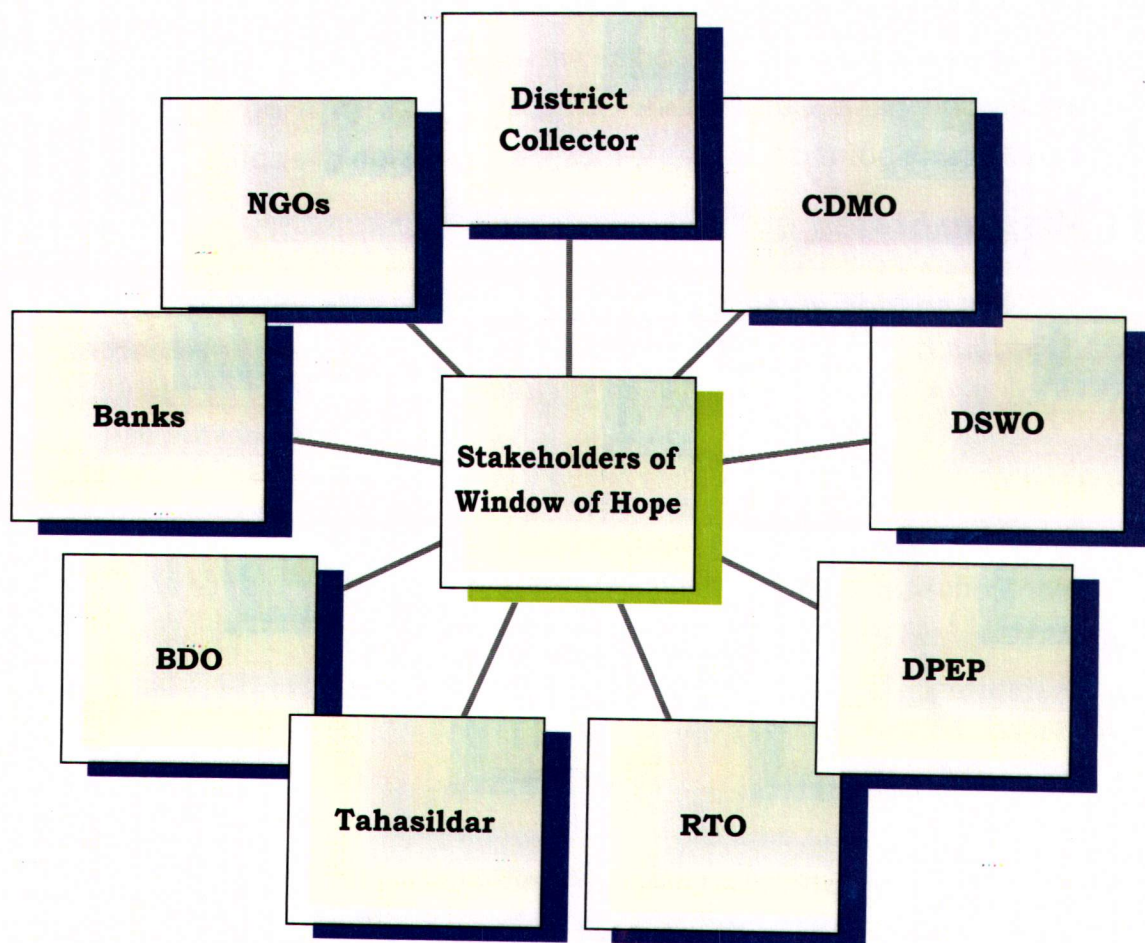 District
Collector
NGOs
CDMO
Banks
Stakeholders of
Window of Hope
DSWO
BDO
DPEP
Tahasildar
RTO